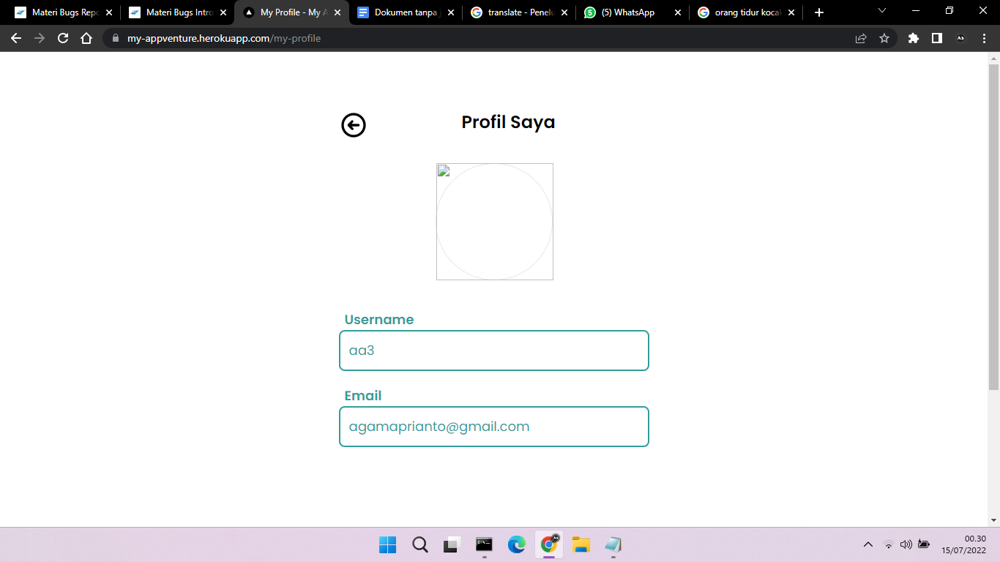 Materi Bugs Repo
Materi Bugs Intro
My Profile - My A
Dokumen tanpa j
translate - Penelu
(5) WhatsApp
orang tidur kocak
my-appventure.herokuapp.com/my-profile
Profil Saya
Username
aa3
Email
agamaprianto@gmail.com
00.30
15/07/2022